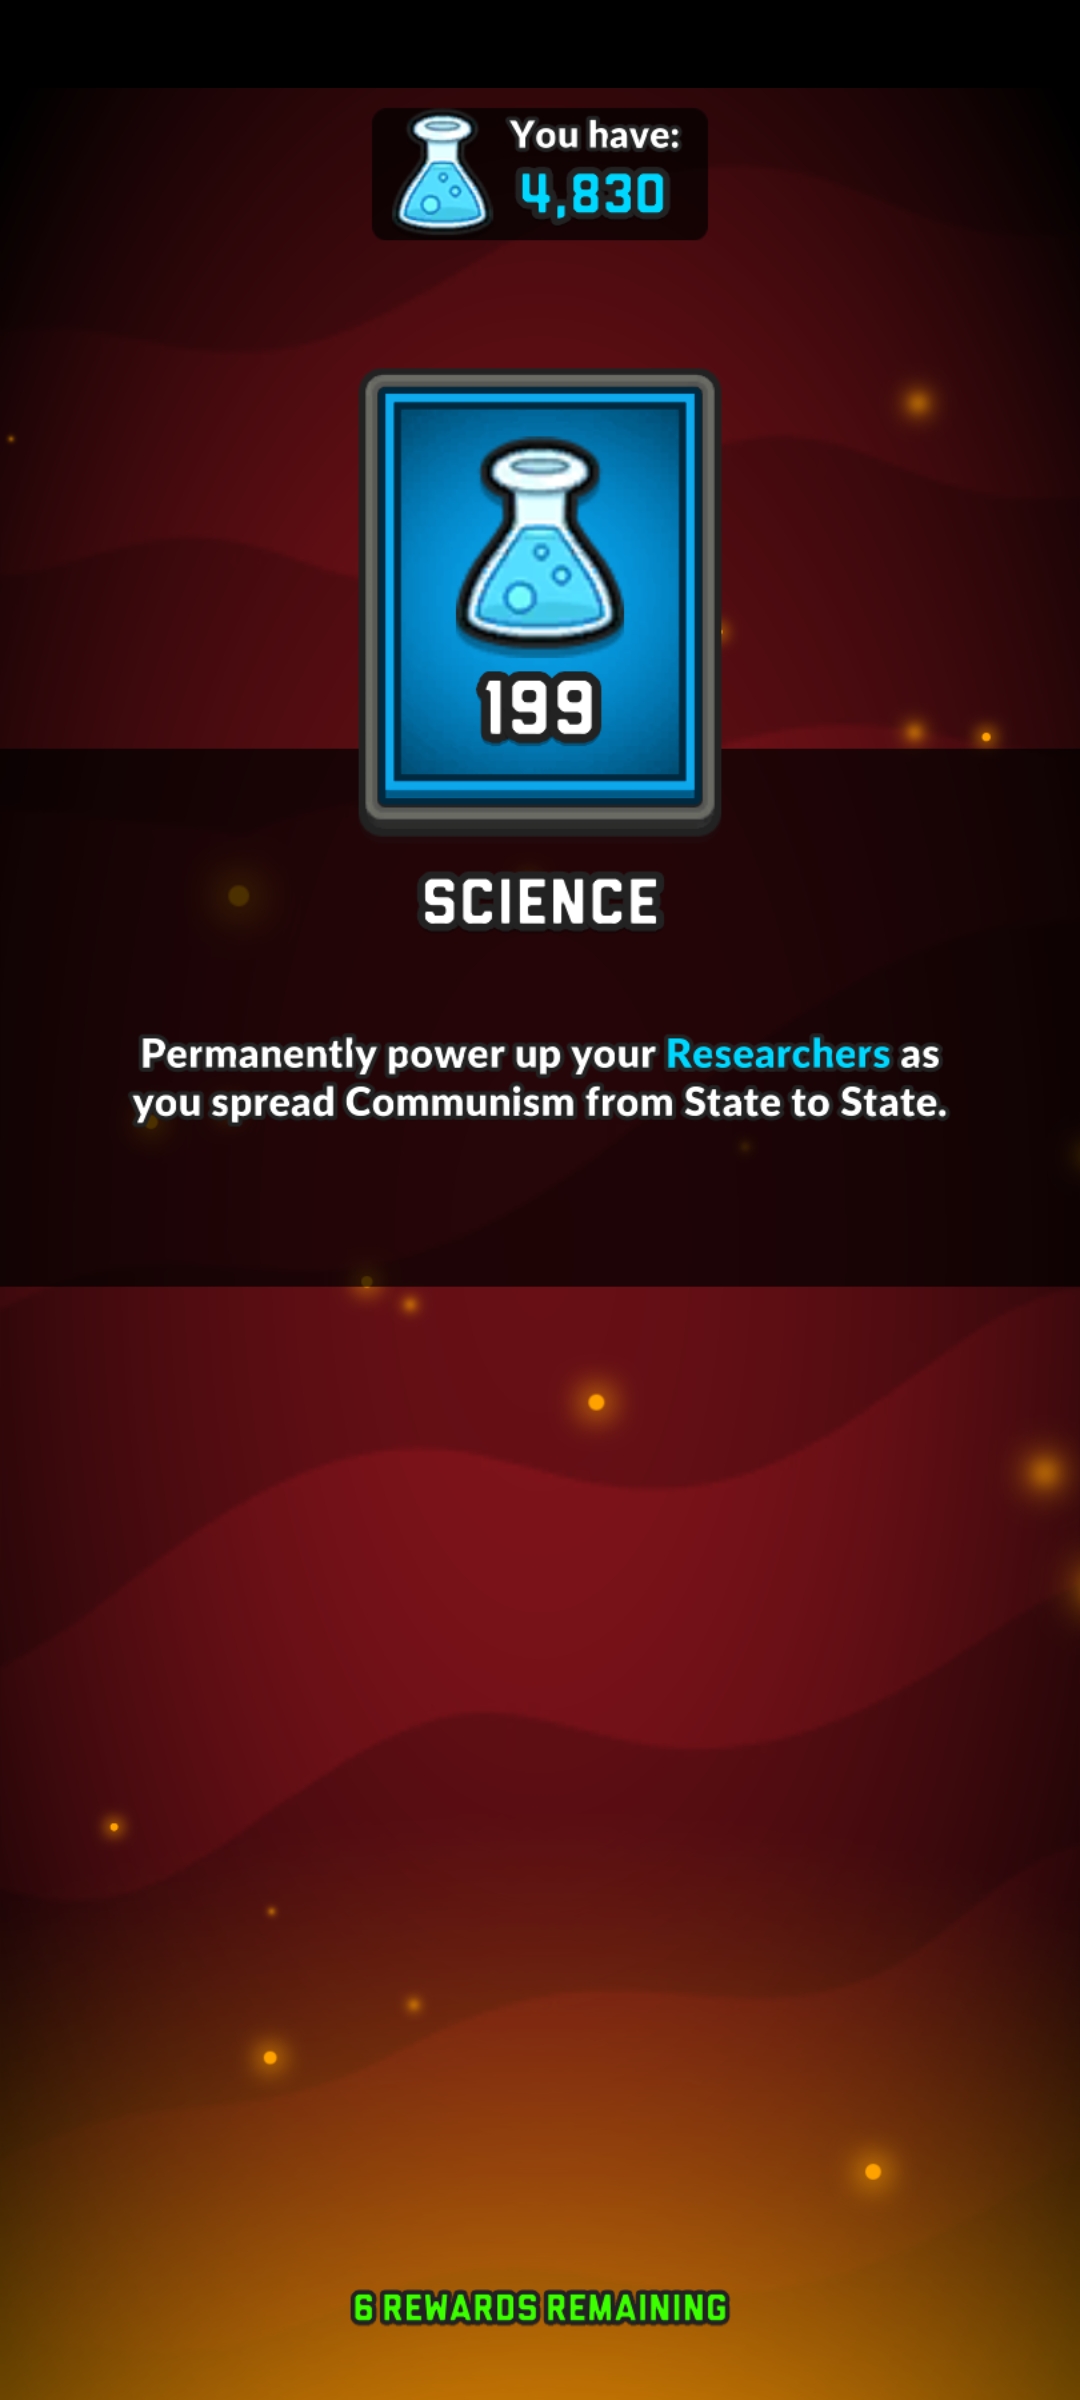 You have:
4,830
199
SCIENCE
Permanently power up your Researchers as
you spread Communism from State to State.
6 REWARDS REMAINING